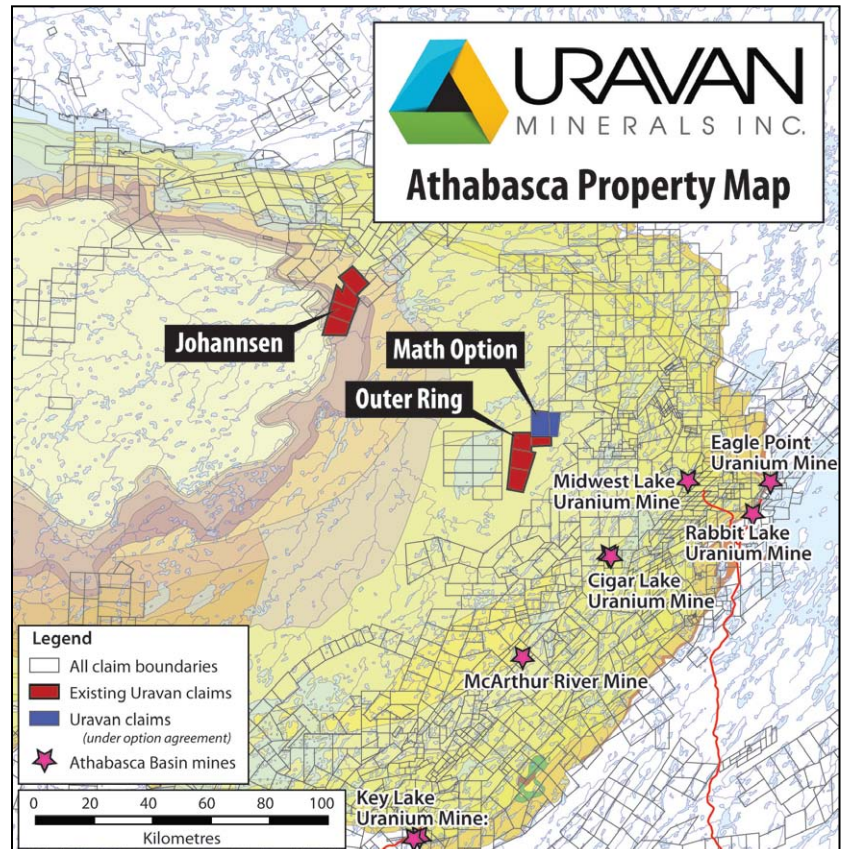 URAVAN
MINERALS INC.
Athabasca Property Map
Johannsen
Math Option
Outer Ring
Eagle Point
Uranium Mine
Midwest Lake
Uranium Mine
Rabbit Lake
Uranium Mine
Cigar Lake
Uranium Mine
McArthur River Mine
Key Lake
Uranium Mine:
Legend
All claim boundaries
Existing Uravan claims
Uravan claims
(under option agreement)
Athabasca Basin mines
0 20 40 60 80 100
Kilometres